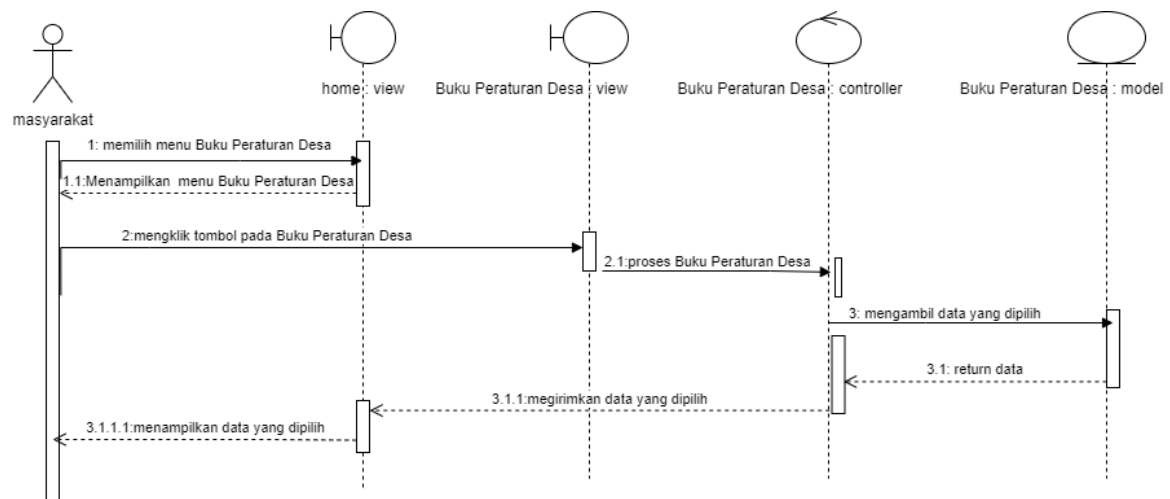 home : view
Buku Peraturan Desa : view
Buku Peraturan Desa : controller
Buku Peraturan Desa : model
masyarakat
1: memilih menu Buku Peraturan Desa
1.1:Menampilkan menu Buku Peraturan Desa
2:mengklik tombol pada Buku Peraturan Desa
2.1:proses Buku Peraturan Desa
3: mengambil data yang dipilih
3.1: return data
3.1.1:megirimkan data yang dipilih
3.1.1.1:menampilkan data yang dipilih